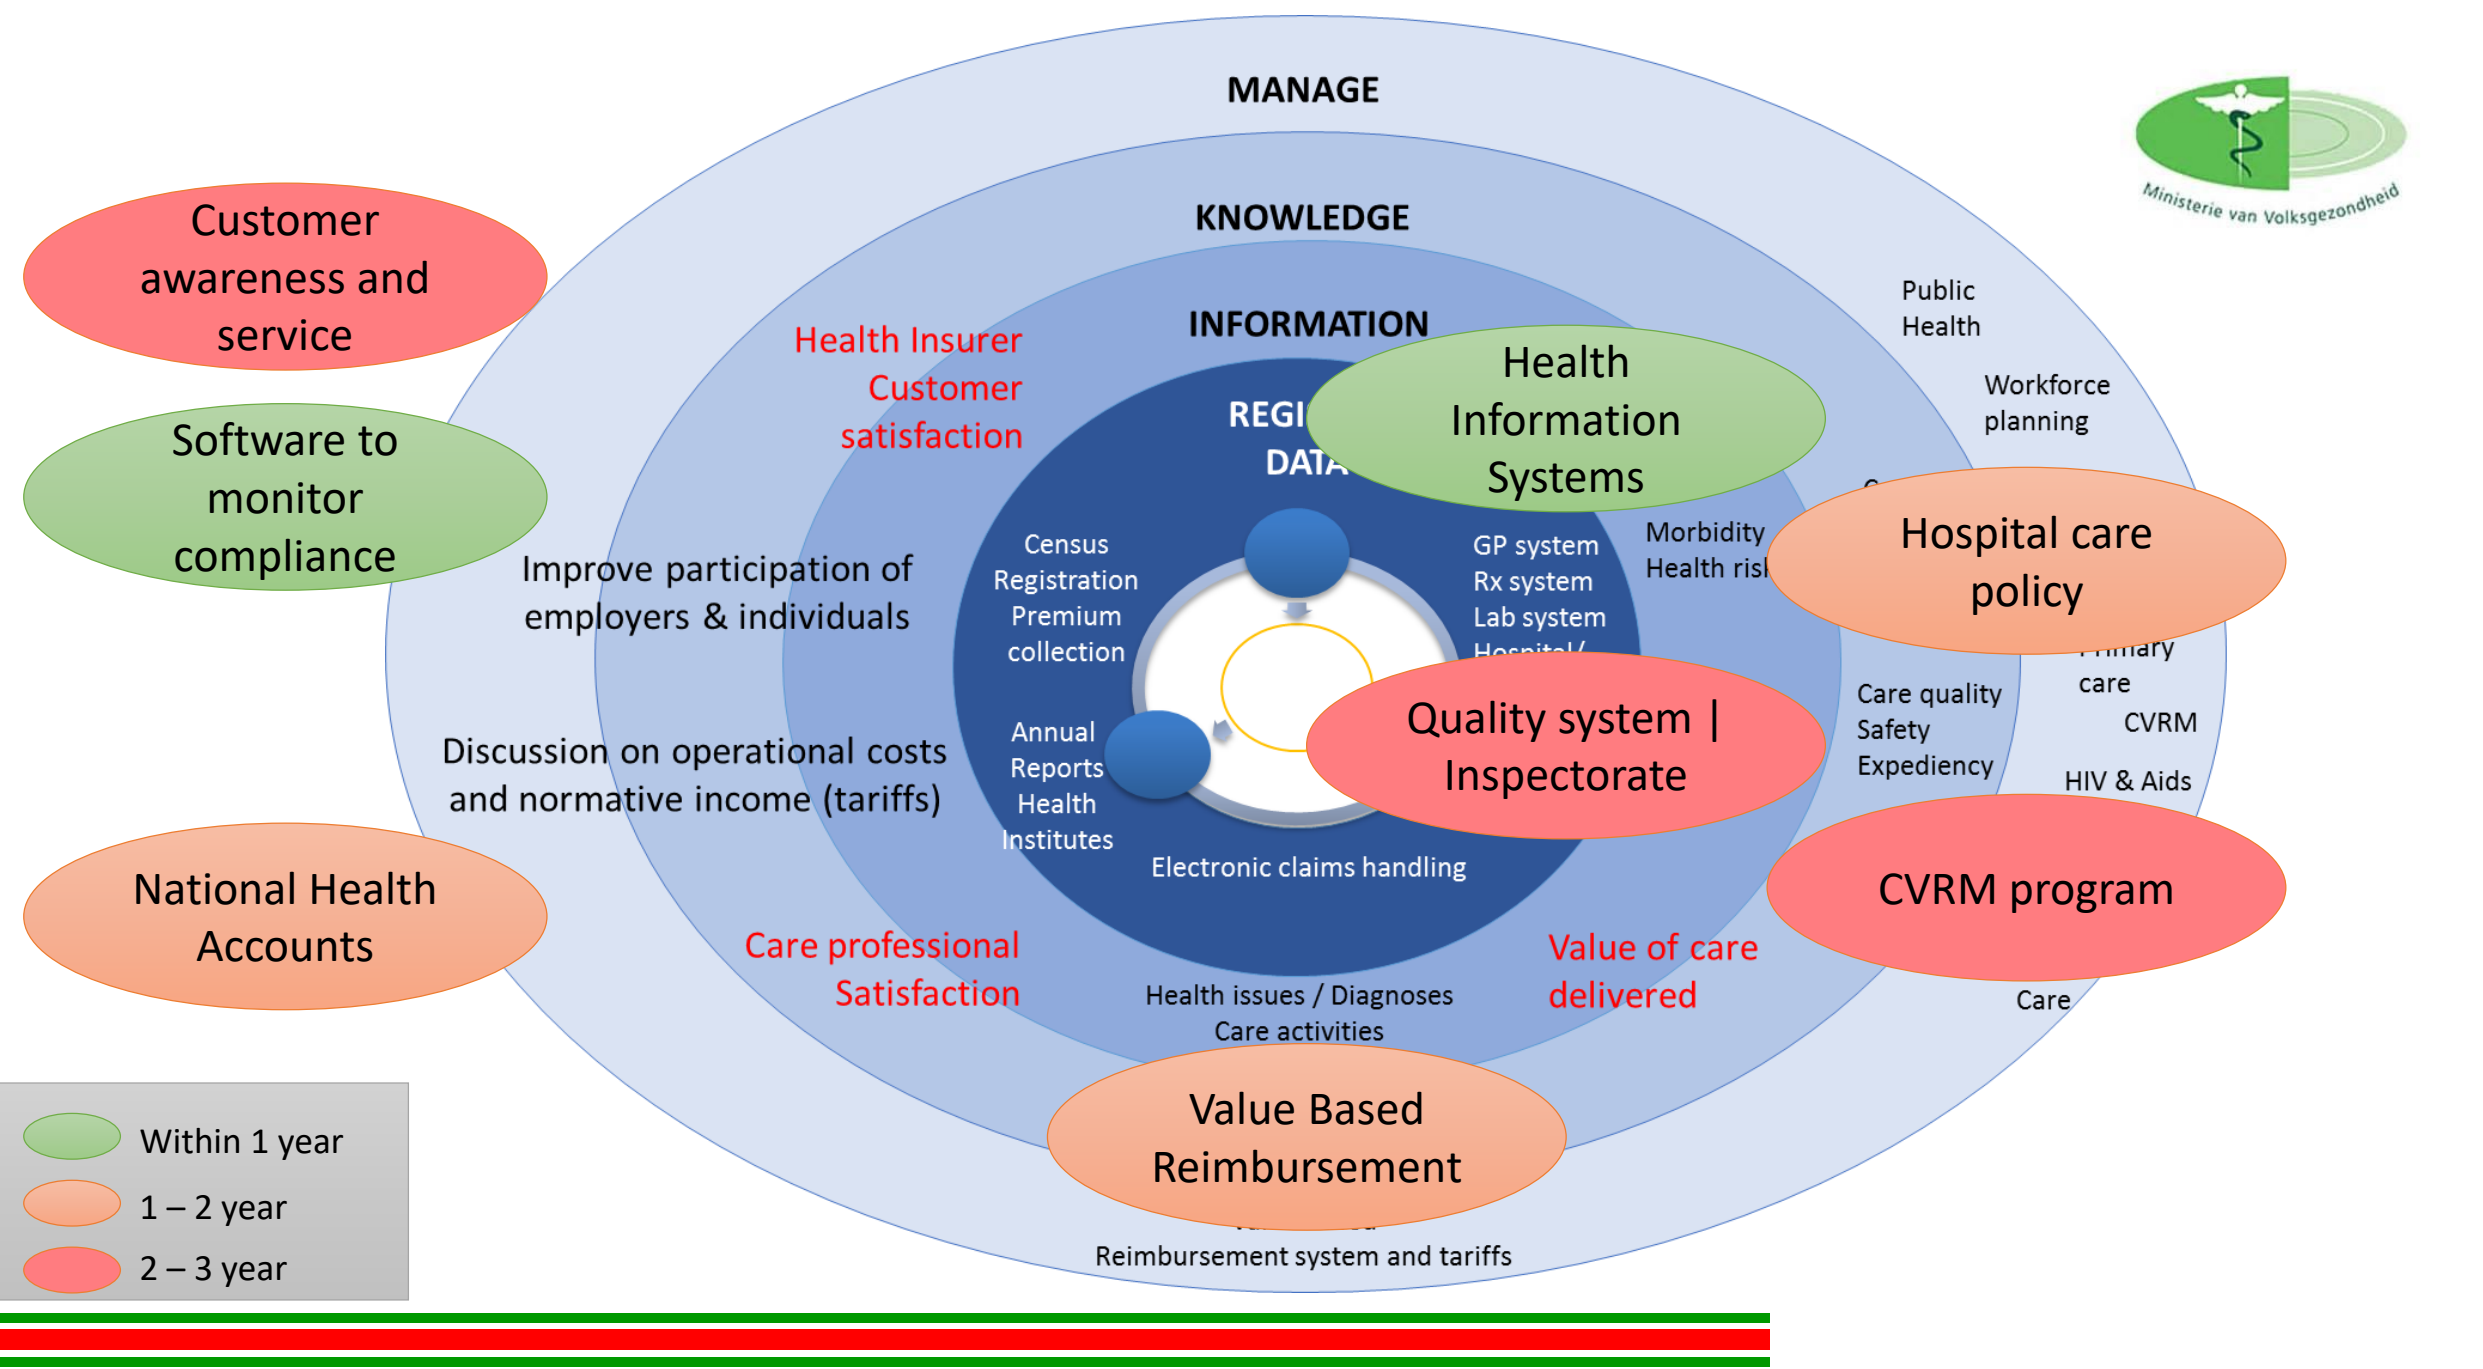 MANAGE
KNOWLEDGE
INFORMATION
Ministerie van Volksgezondheid
Customer
awareness and
service
Software to
monitor
compliance
National Health
Accounts
Health Insurer
Customer
satisfaction
Improve participation of
employers & individuals
Discussion on operational costs
and normative income (tariffs)
Care professional
Satisfaction
DATA
Census
Registration
Premium
collection
Annual
Reports
Health
Institutes
Electronic claims handling
Health
Information
Systems
GP system
Rx system
Lab system
Hospital/
Quality system |
Inspectorate
Morbidity
Health risk
Public
Health
Workforce
planning
Hospital care
policy
Primary
care
CVRM
HIV & Aids
Care quality
Safety
Expediency
CVRM program
Care
Value of care
delivered
Health issues / Diagnoses
Care activities
Value Based
Reimbursement
Reimbursement system and tariffs
Within 1 year
1 – 2 year
2 – 3 year